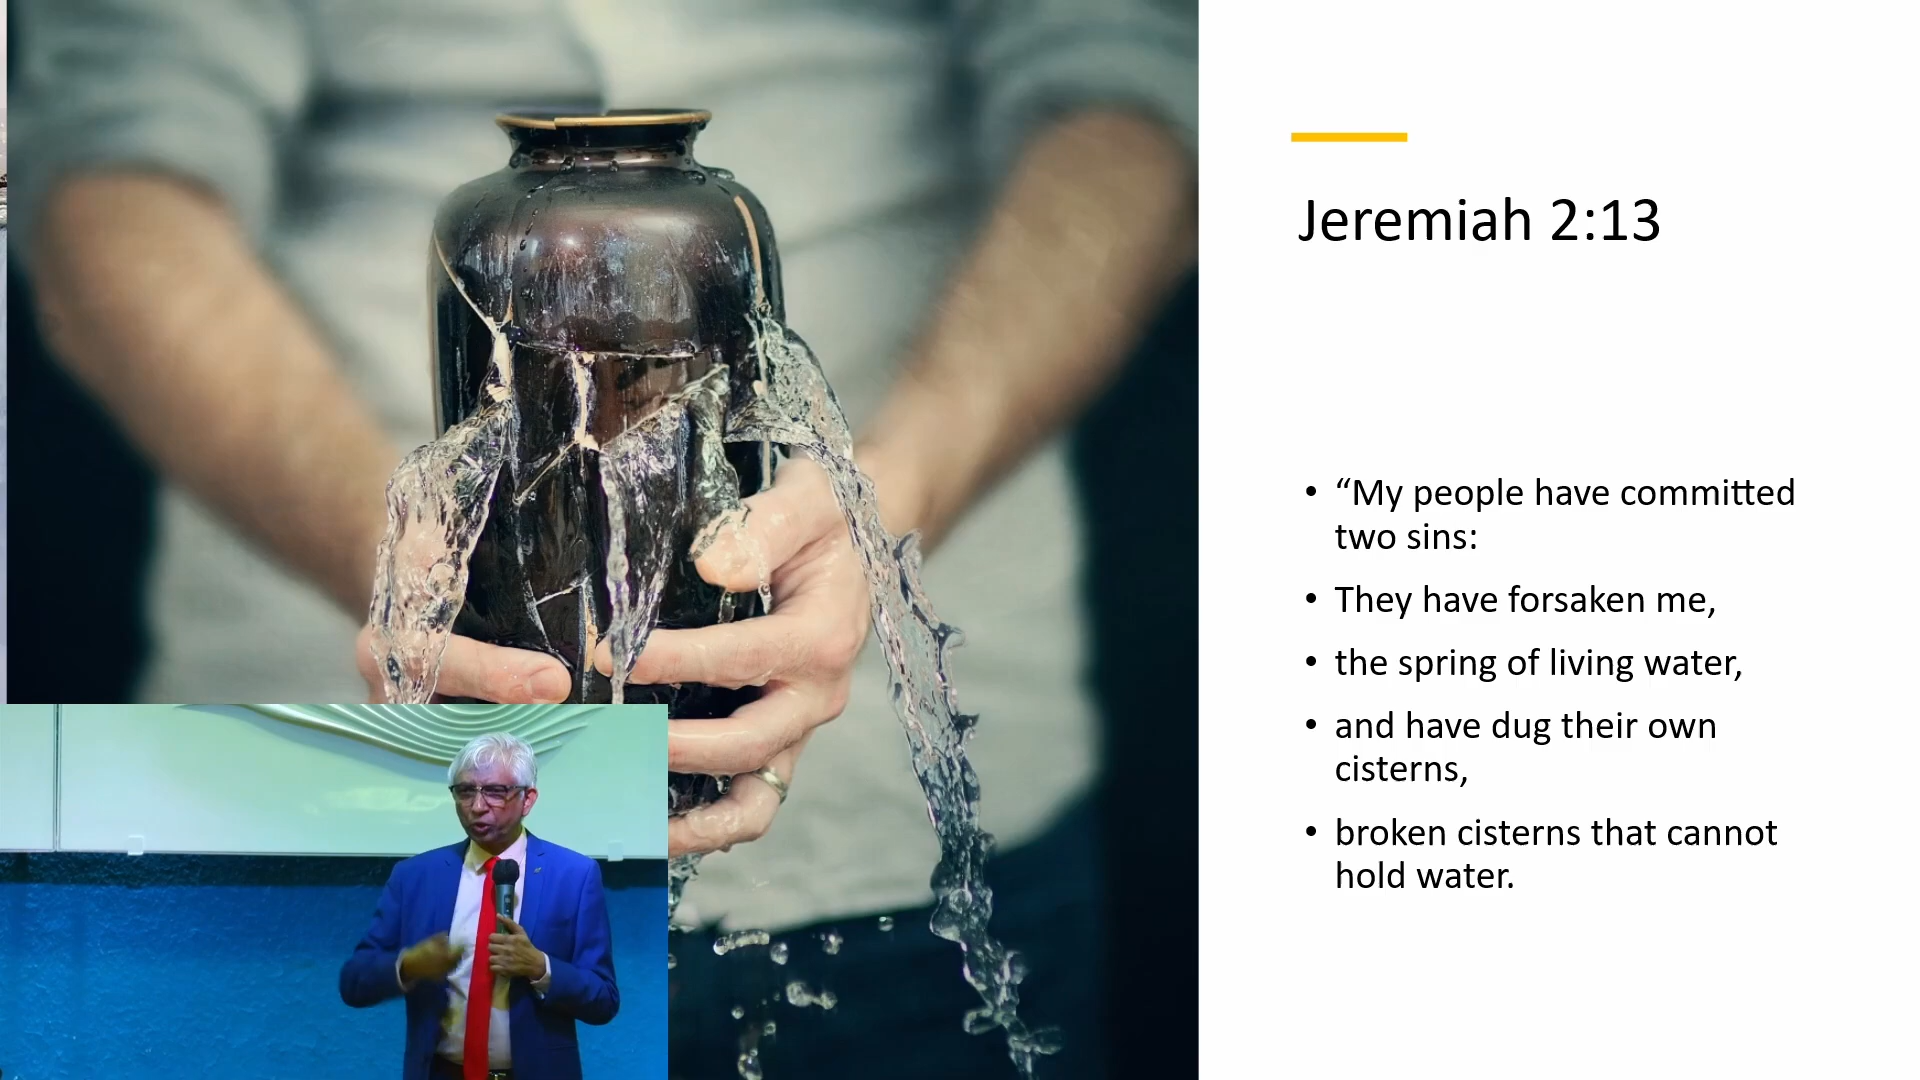 Jeremiah 2:13
• “My people have committed
two sins:
• They have forsaken me,
• the spring of living water,
• and have dug their own
cisterns,
• broken cisterns that cannot
hold water.